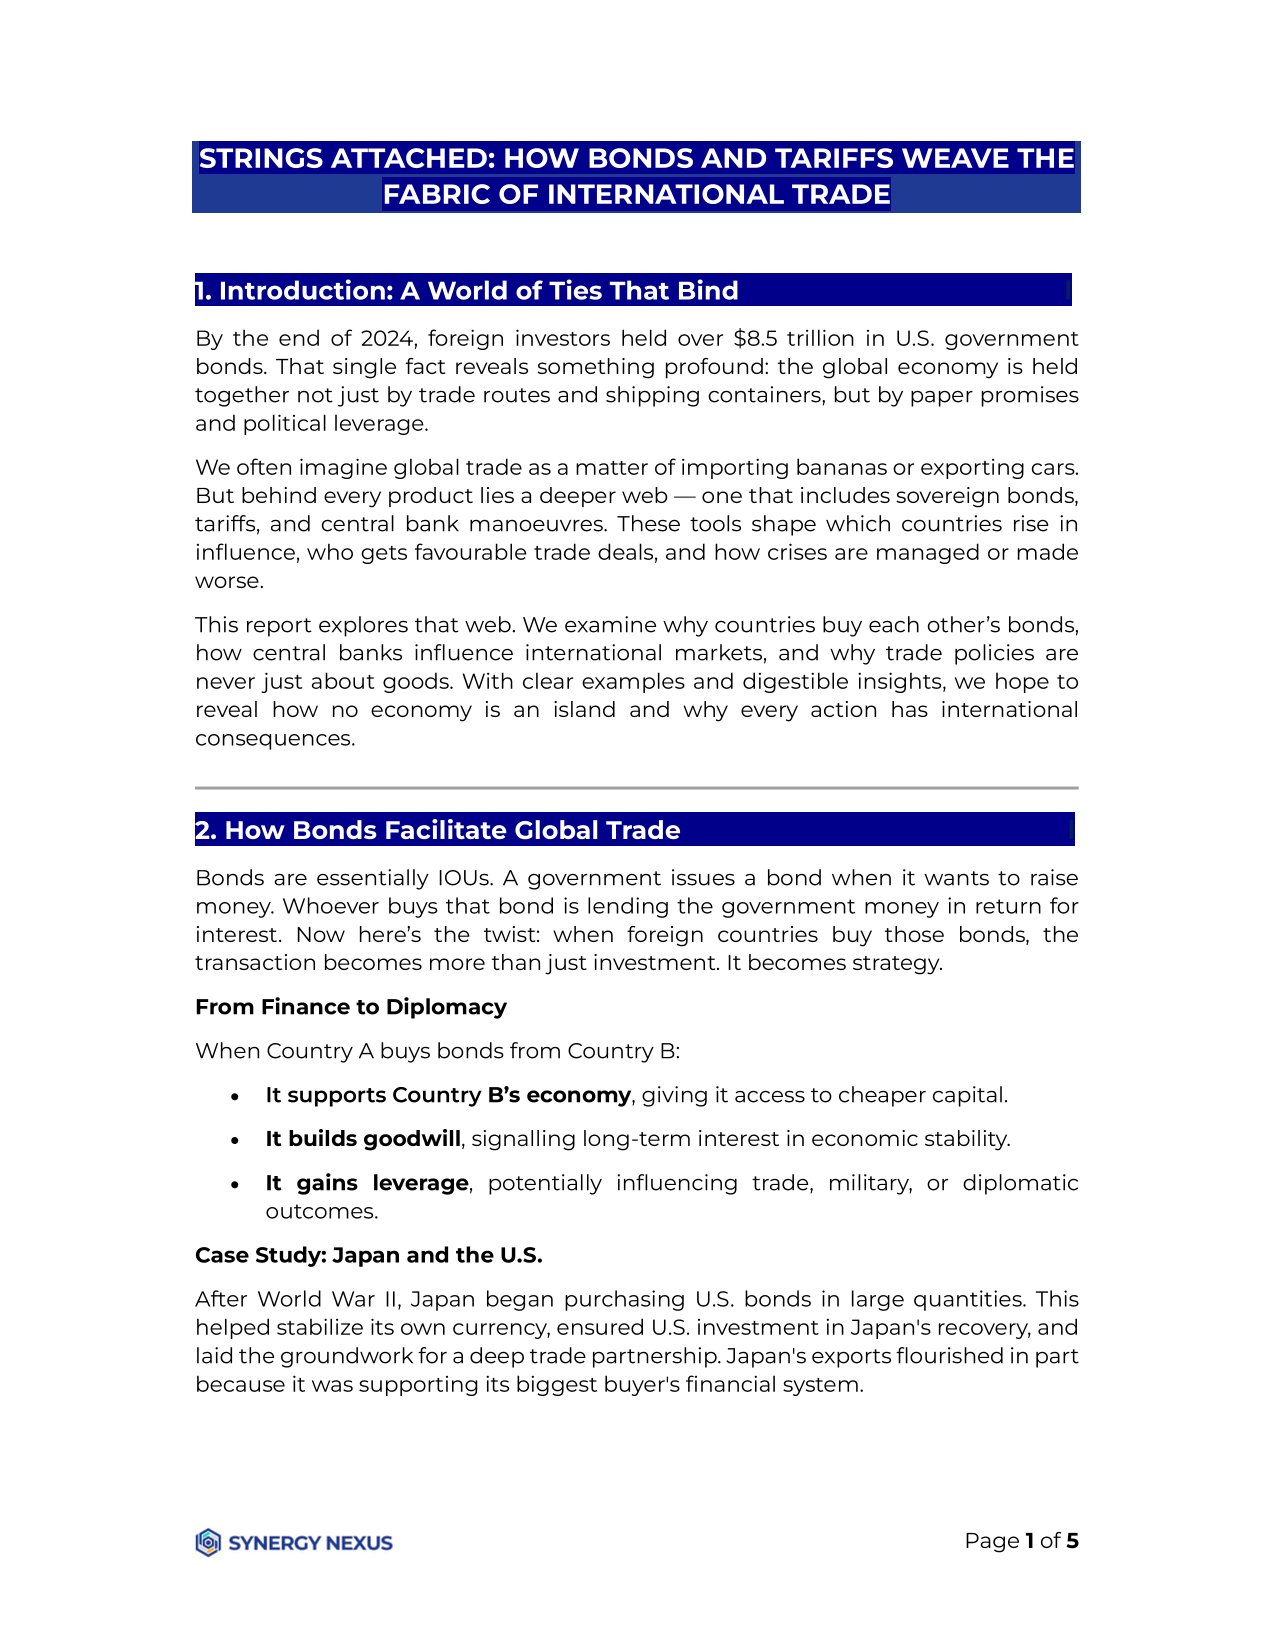 STRINGS ATTACHED: HOW BONDS AND TARIFFS WEAVE THE
FABRIC OF INTERNATIONAL TRADE
1. Introduction: A World of Ties That Bind
By the end of 2024, foreign investors held over $8.5 trillion in U.S. government
bonds. That single fact reveals something profound: the global economy is held
together not just by trade routes and shipping containers, but by paper promises
and political leverage.
We often imagine global trade as a matter of importing bananas or exporting cars.
But behind every product lies a deeper web — one that includes sovereign bonds,
tariffs, and central bank manoeuvres. These tools shape which countries rise in
influence, who gets favourable trade deals, and how crises are managed or made
worse.
This report explores that web. We examine why countries buy each other’s bonds,
how central banks influence international markets, and why trade policies are
never just about goods. With clear examples and digestible insights, we hope to
reveal how no economy is an island and why every action has international
consequences.
2. How Bonds Facilitate Global Trade
Bonds are essentially IOUs. A government issues a bond when it wants to raise
money. Whoever buys that bond is lending the government money in return for
interest. Now here’s the twist: when foreign countries buy those bonds, the
transaction becomes more than just investment. It becomes strategy.
From Finance to Diplomacy
When Country A buys bonds from Country B:
• It supports Country B’s economy, giving it access to cheaper capital.
• It builds goodwill, signalling long-term interest in economic stability.
• It gains leverage, potentially influencing trade, military, or diplomatic
outcomes.
Case Study: Japan and the U.S.
After World War II, Japan began purchasing U.S. bonds in large quantities. This
helped stabilize its own currency, ensured U.S. investment in Japan's recovery, and
laid the groundwork for a deep trade partnership. Japan's exports flourished in part
because it was supporting its biggest buyer's financial system.
SYNERGY NEXUS
Page 1 of 5